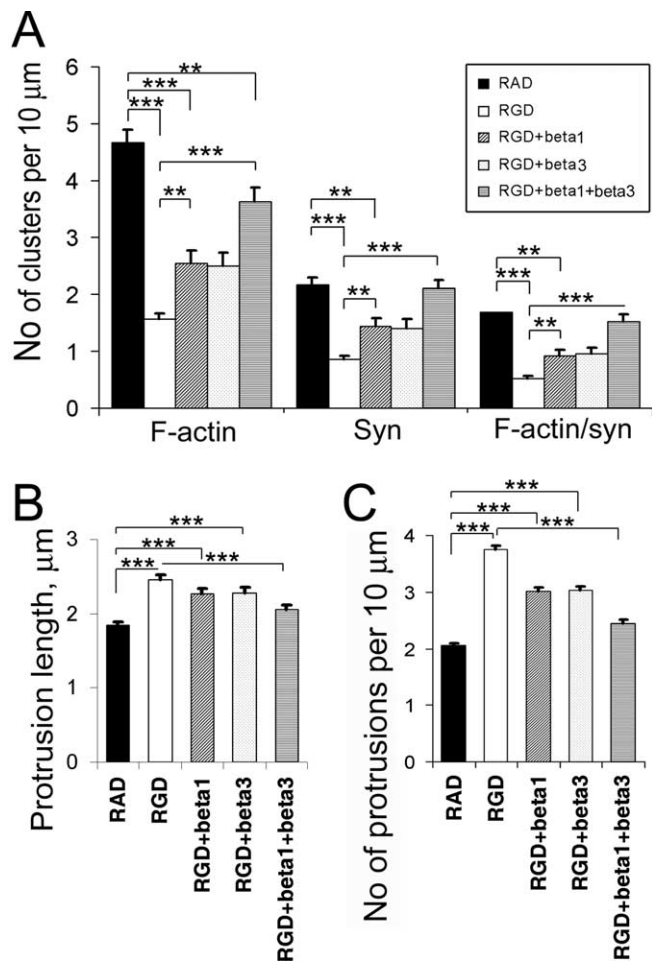 A
No of clusters per 10 µm
6
5
4
3
2
1
0
**
***
***
***
**
**
***
***
**
**
***
***
**
RAD
RGD
RGD+beta1
RGD+beta3
RGD+beta1+beta3
F-actin
Syn
F-actin/syn
B
Protrusion length, µm
3
2
1
0
***
***
***
***
RAD
RGD
RGD+beta1
RGD+beta3
RGD+beta1+beta3
C
No of protrusions per 10 µm
4
3
2
1
0
***
***
***
***
RAD
RGD
RGD+beta1
RGD+beta3
RGD+beta1+beta3